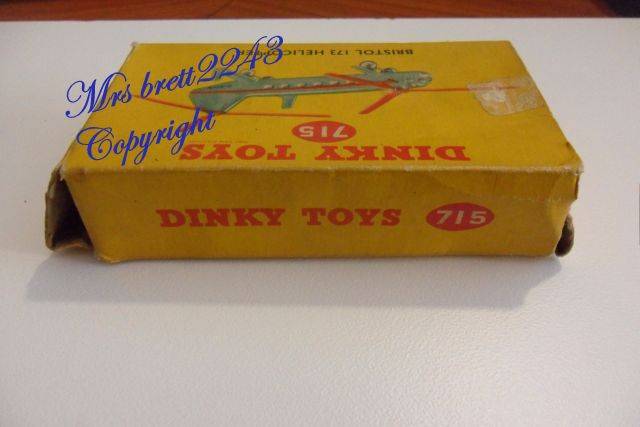 Mrs brett2243
Copyright
BRISTOL 173 HELICOPTER
715
DINKY TOYS
DINKY TOYS 715